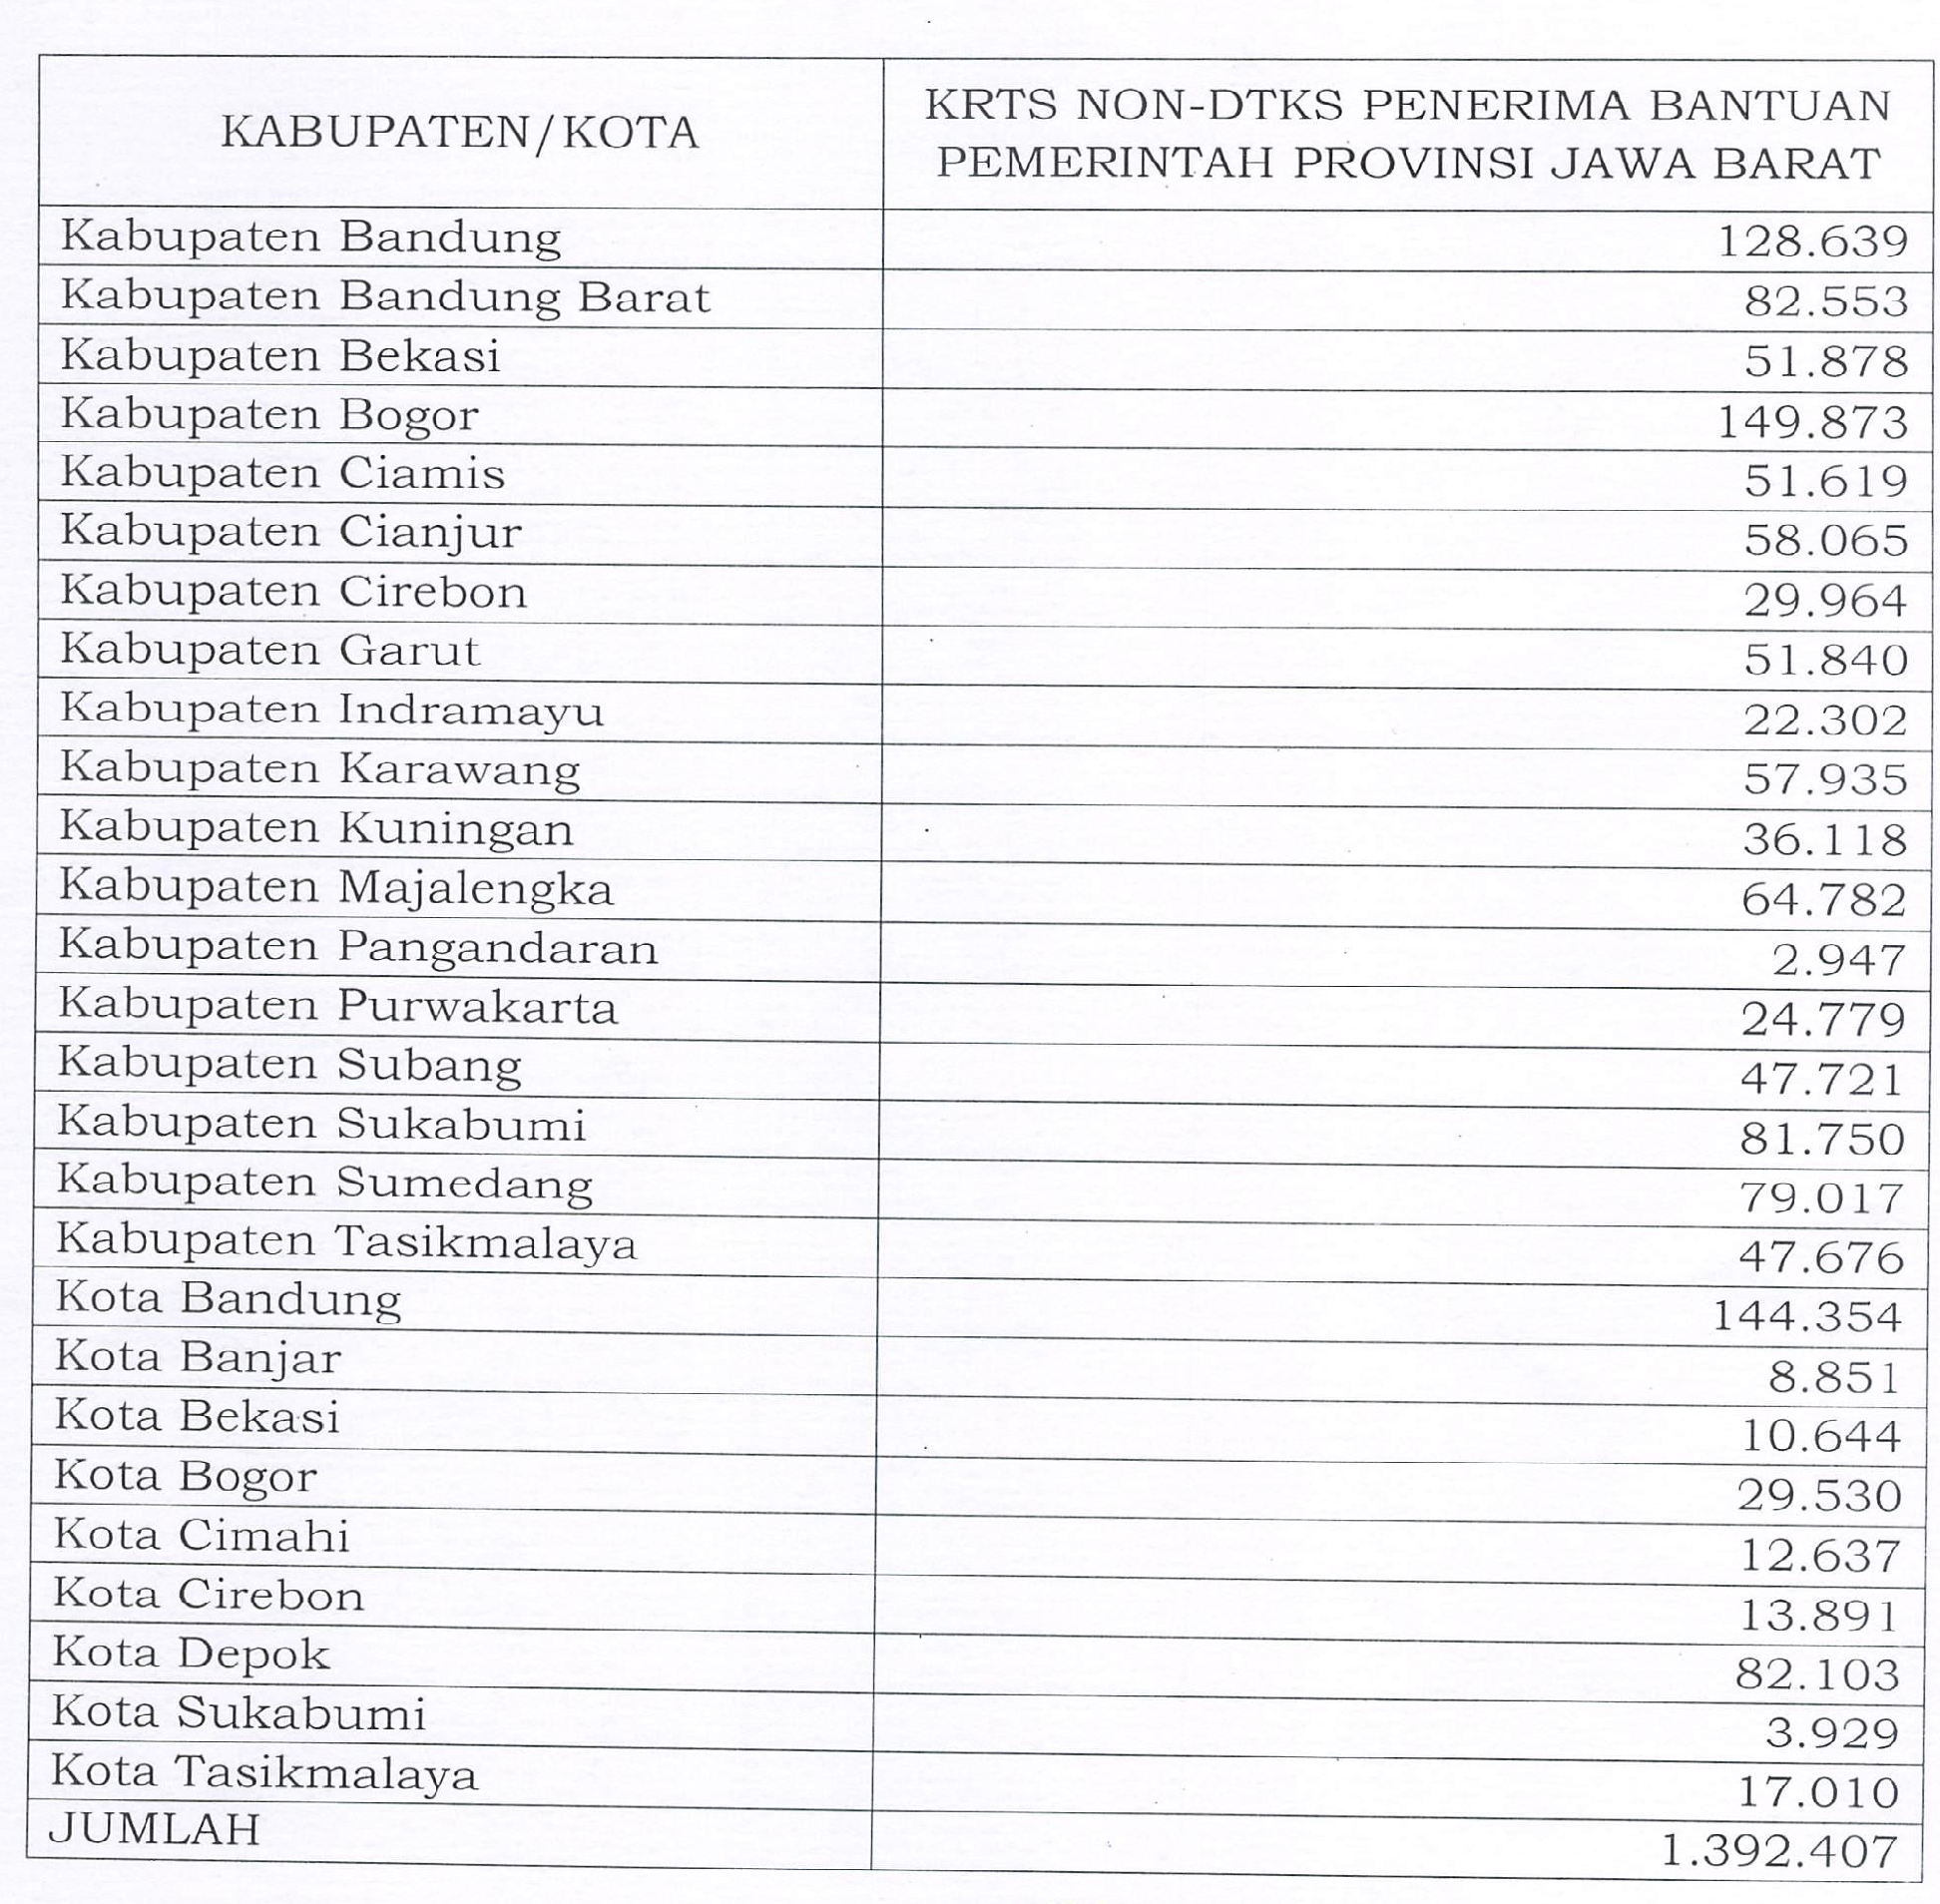 KABUPATEN/KOTA
KRTS NON-DTKS PENERIMA BANTUAN
PEMERINTAH PROVINSI JAWA BARAT
Kabupaten Bandung 128.639
Kabupaten Bandung Barat 82.553
Kabupaten Bekasi 51.878
Kabupaten Bogor 149.873
Kabupaten Ciamis 51.619
Kabupaten Cianjur 58.065
Kabupaten Cirebon 29.964
Kabupaten Garut 51.840
Kabupaten Indramayu 22.302
Kabupaten Karawang 57.935
Kabupaten Kuningan 36.118
Kabupaten Majalengka 64.782
Kabupaten Pangandaran 2.947
Kabupaten Purwakarta 24.779
Kabupaten Subang 47.721
Kabupaten Sukabumi 81.750
Kabupaten Sumedang 79.017
Kabupaten Tasikmalaya 47.676
Kota Bandung 144.354
Kota Banjar 8.851
Kota Bekasi 10.644
Kota Bogor 29.530
Kota Cimahi 12.637
Kota Cirebon 13.891
Kota Depok 82.103
Kota Sukabumi 3.929
Kota Tasikmalaya 17.010
JUMLAH 1.392.407